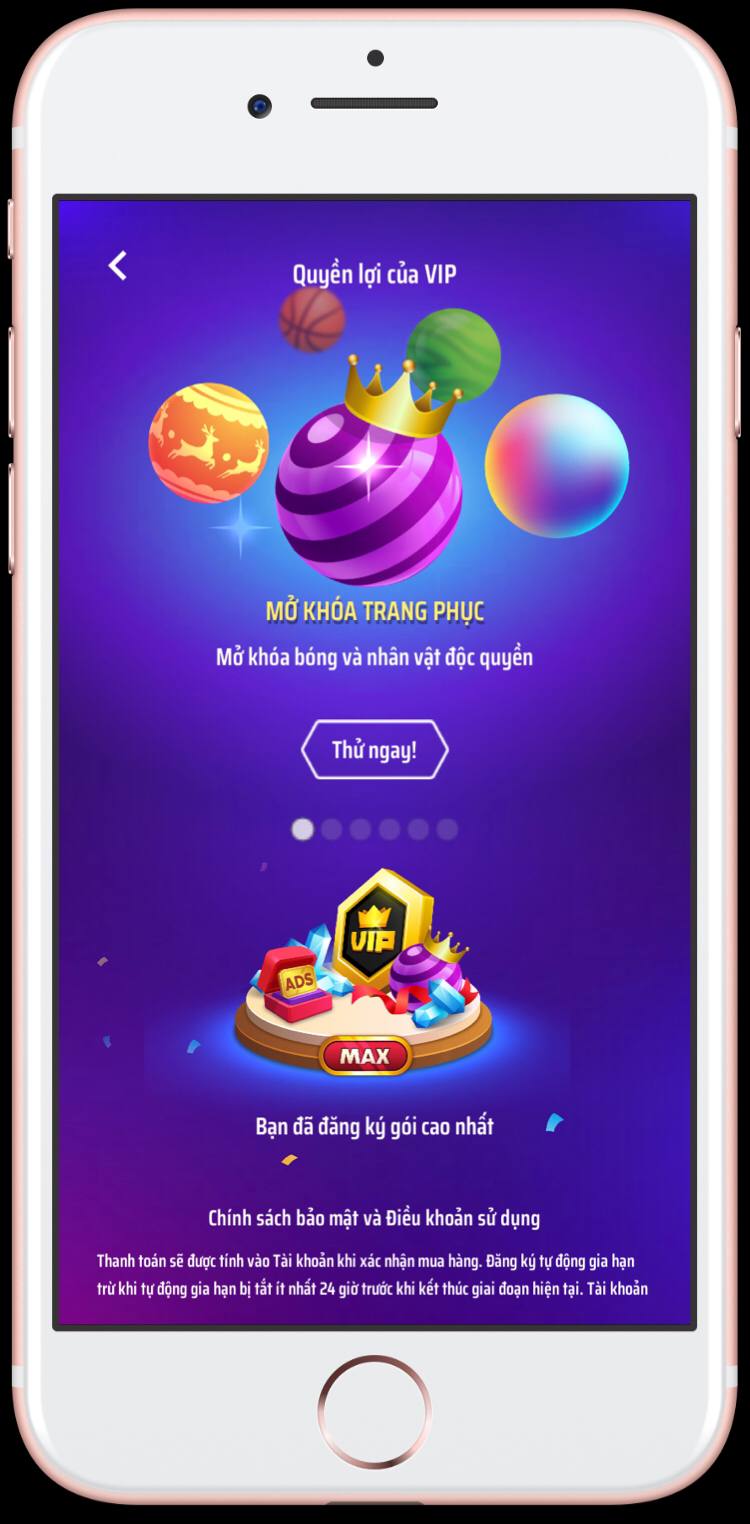 Quyền lợi của VIP
MỞ KHÓA TRANG PHỤC
Mở khóa bóng và nhân vật độc quyền
Thử ngay!
VIP
ADS
MAX
Bạn đã đăng ký gói cao nhất
Chính sách bảo mật và Điều khoản sử dụng
Thanh toán sẽ được tính vào Tài khoản khi xác nhận mua hàng. Đăng ký tự động gia hạn
trừ khi tự động gia hạn bị tắt ít nhất 24 giờ trước khi kết thúc giai đoạn hiện tại. Tài khoản